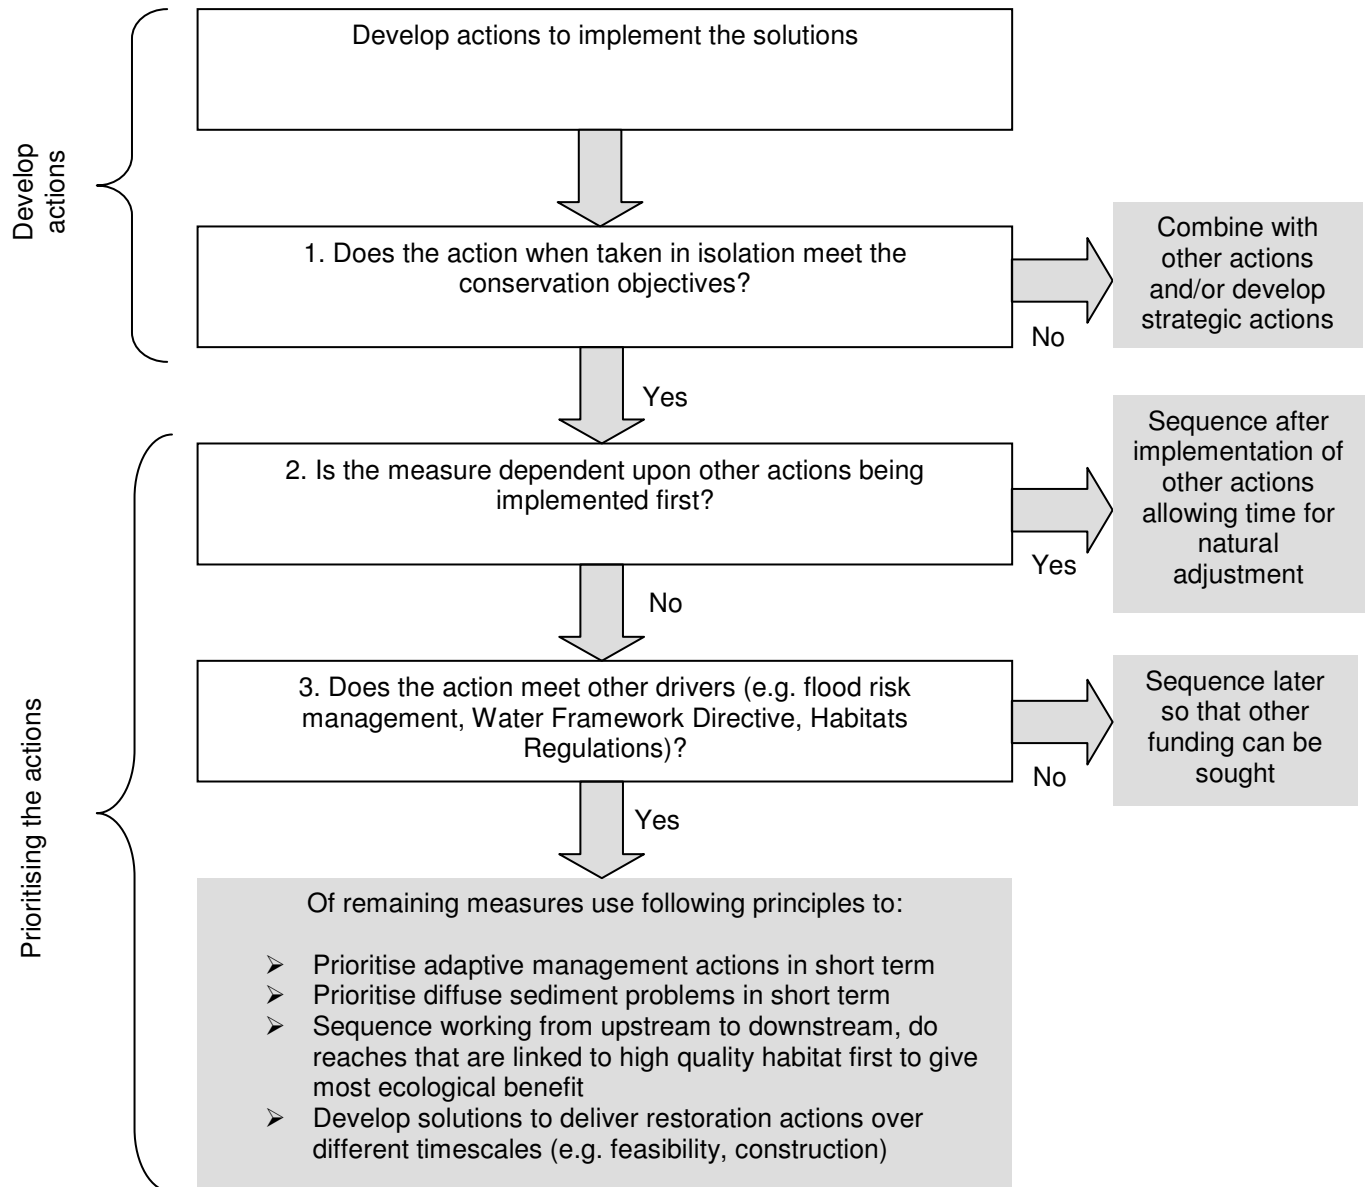 Develop actions to implement the solutions
Develop
actions
1. Does the action when taken in isolation meet the
conservation objectives?
No
Combine with
other actions
and/or develop
strategic actions
Yes
Prioritising the actions
2. Is the measure dependent upon other actions being
implemented first?
Yes
Sequence after
implementation of
other actions
allowing time for
natural
adjustment
No
3. Does the action meet other drivers (e.g. flood risk
management, Water Framework Directive, Habitats
Regulations)?
No
Sequence later
so that other
funding can be
sought
Yes
Of remaining measures use following principles to:
➢ Prioritise adaptive management actions in short term
➢ Prioritise diffuse sediment problems in short term
➢ Sequence working from upstream to downstream, do
reaches that are linked to high quality habitat first to give
most ecological benefit
➢ Develop solutions to deliver restoration actions over
different timescales (e.g. feasibility, construction)